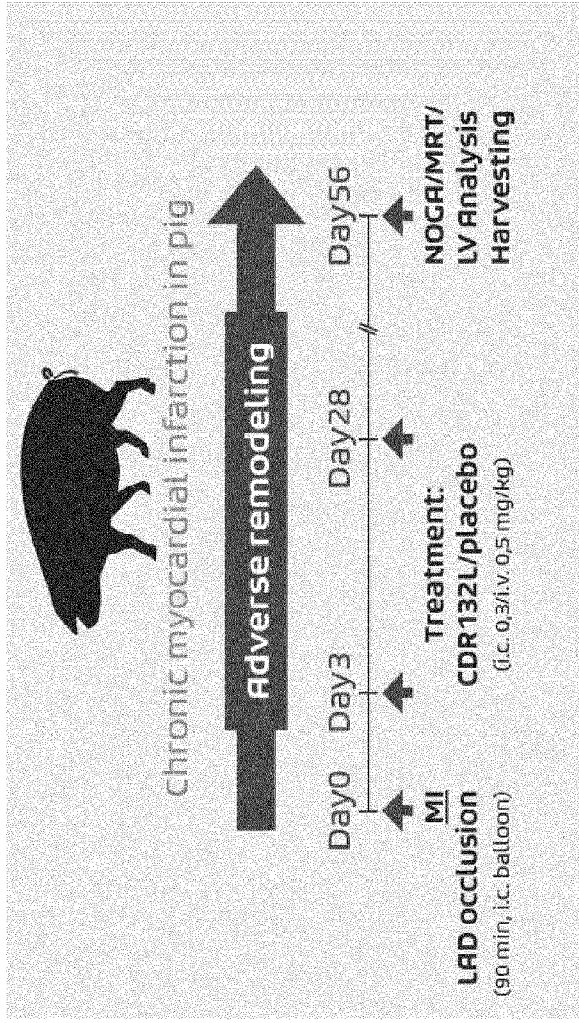 Chronic myocardial infarction in pig
Adverse remodeling
Day0
Day3
Day28
Day56
MI
LAD occlusion
(90 min, i.c. balloon)
Treatment:
CDR132L/placebo
(i.c. 0,3/i.v. 0,5 mg/kg)
NOGA/MRT/
LV Analysis
Harvesting